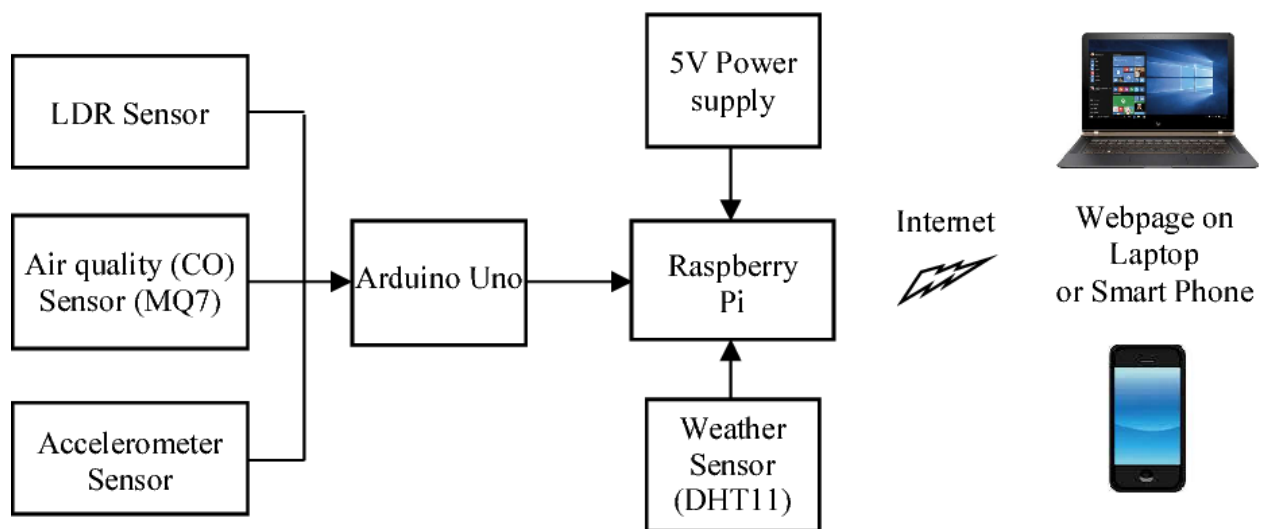 LDR Sensor
Air quality (CO)
Sensor (MQ7)
Accelerometer
Sensor
Arduino Uno
5V Power
supply
Raspberry
Pi
Weather
Sensor
(DHT11)
Internet
Webpage on
Laptop
or Smart Phone